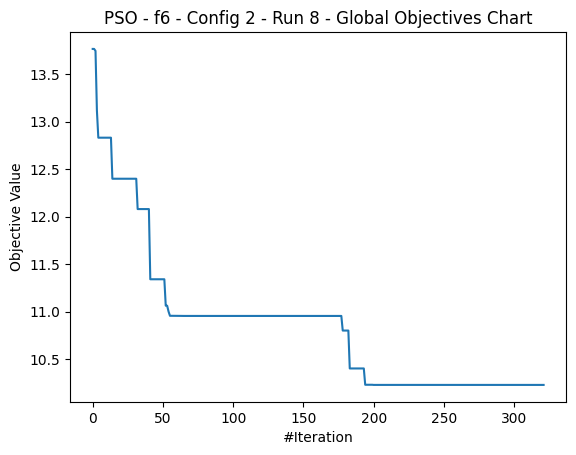 PSO - f6 - Config 2 - Run 8 - Global Objectives Chart
Objective Value
13.5
13.0
12.5
12.0
11.5
11.0
10.5
0 50 100 150 200 250 300
#Iteration